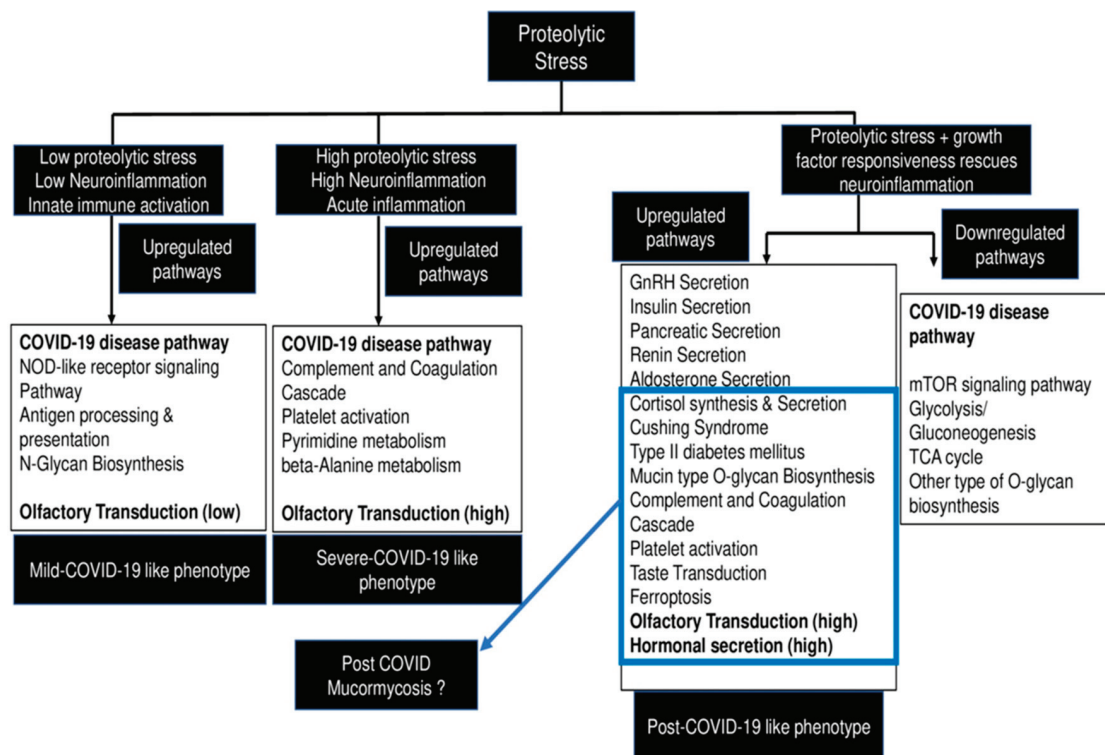 Proteolytic
Stress
Low proteolytic stress
Low Neuroinflammation
Innate immune activation
High proteolytic stress
High Neuroinflammation
Acute inflammation
Proteolytic stress + growth
factor responsiveness rescues
neuroinflammation
Upregulated
pathways
Upregulated
pathways
Upregulated
pathways
Downregulated
pathways
COVID-19 disease pathway
NOD-like receptor signaling
Pathway
Antigen processing &
presentation
N-Glycan Biosynthesis
Olfactory Transduction (low)
Mild-COVID-19 like phenotype
COVID-19 disease pathway
Complement and Coagulation
Cascade
Platelet activation
Pyrimidine metabolism
beta-Alanine metabolism
Olfactory Transduction (high)
Severe-COVID-19 like
phenotype
GnRH Secretion
Insulin Secretion
Pancreatic Secretion
Renin Secretion
Aldosterone Secretion
Cortisol synthesis & Secretion
Cushing Syndrome
Type II diabetes mellitus
Mucin type O-glycan Biosynthesis
Complement and Coagulation
Cascade
Platelet activation
Taste Transduction
Ferroptosis
Olfactory Transduction (high)
Hormonal secretion (high)
Post-COVID-19 like phenotype
COVID-19 disease
pathway
mTOR signaling pathway
Glycolysis/
Gluconeogenesis
TCA cycle
Other type of O-glycan
biosynthesis
Post COVID
Mucormycosis ?